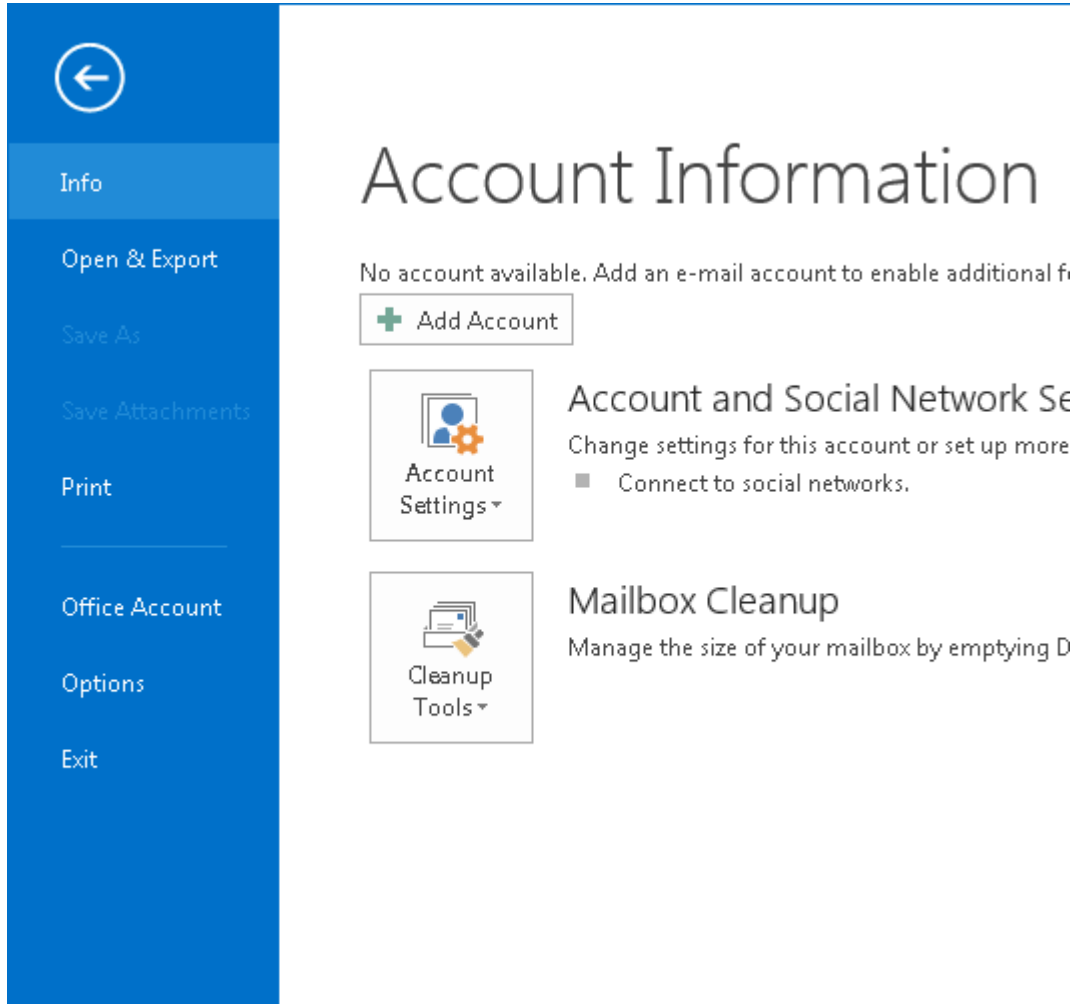 Info
Open & Export
Save As
Save Attachments
Print
Office Account
Options
Exit
Account Information
No account available. Add an e-mail account to enable additional
Add Account
Account
Settings
Account and Social Network
Change settings for this account or set up more
Connect to social networks.
Cleanup
Tools
Mailbox Cleanup
Manage the size of your mailbox by emptying